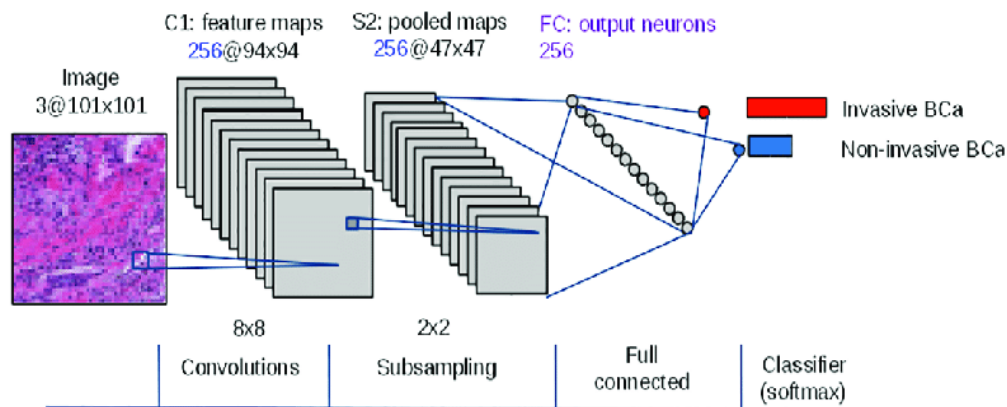 C1: feature maps
256@94x94
S2: pooled maps
256@47x47
FC: output neurons
256
Image
3@101x101
Invasive BCa
Non-invasive BCa
8x8
2x2
Convolutions
Subsampling
Full
connected
Classifier
(softmax)